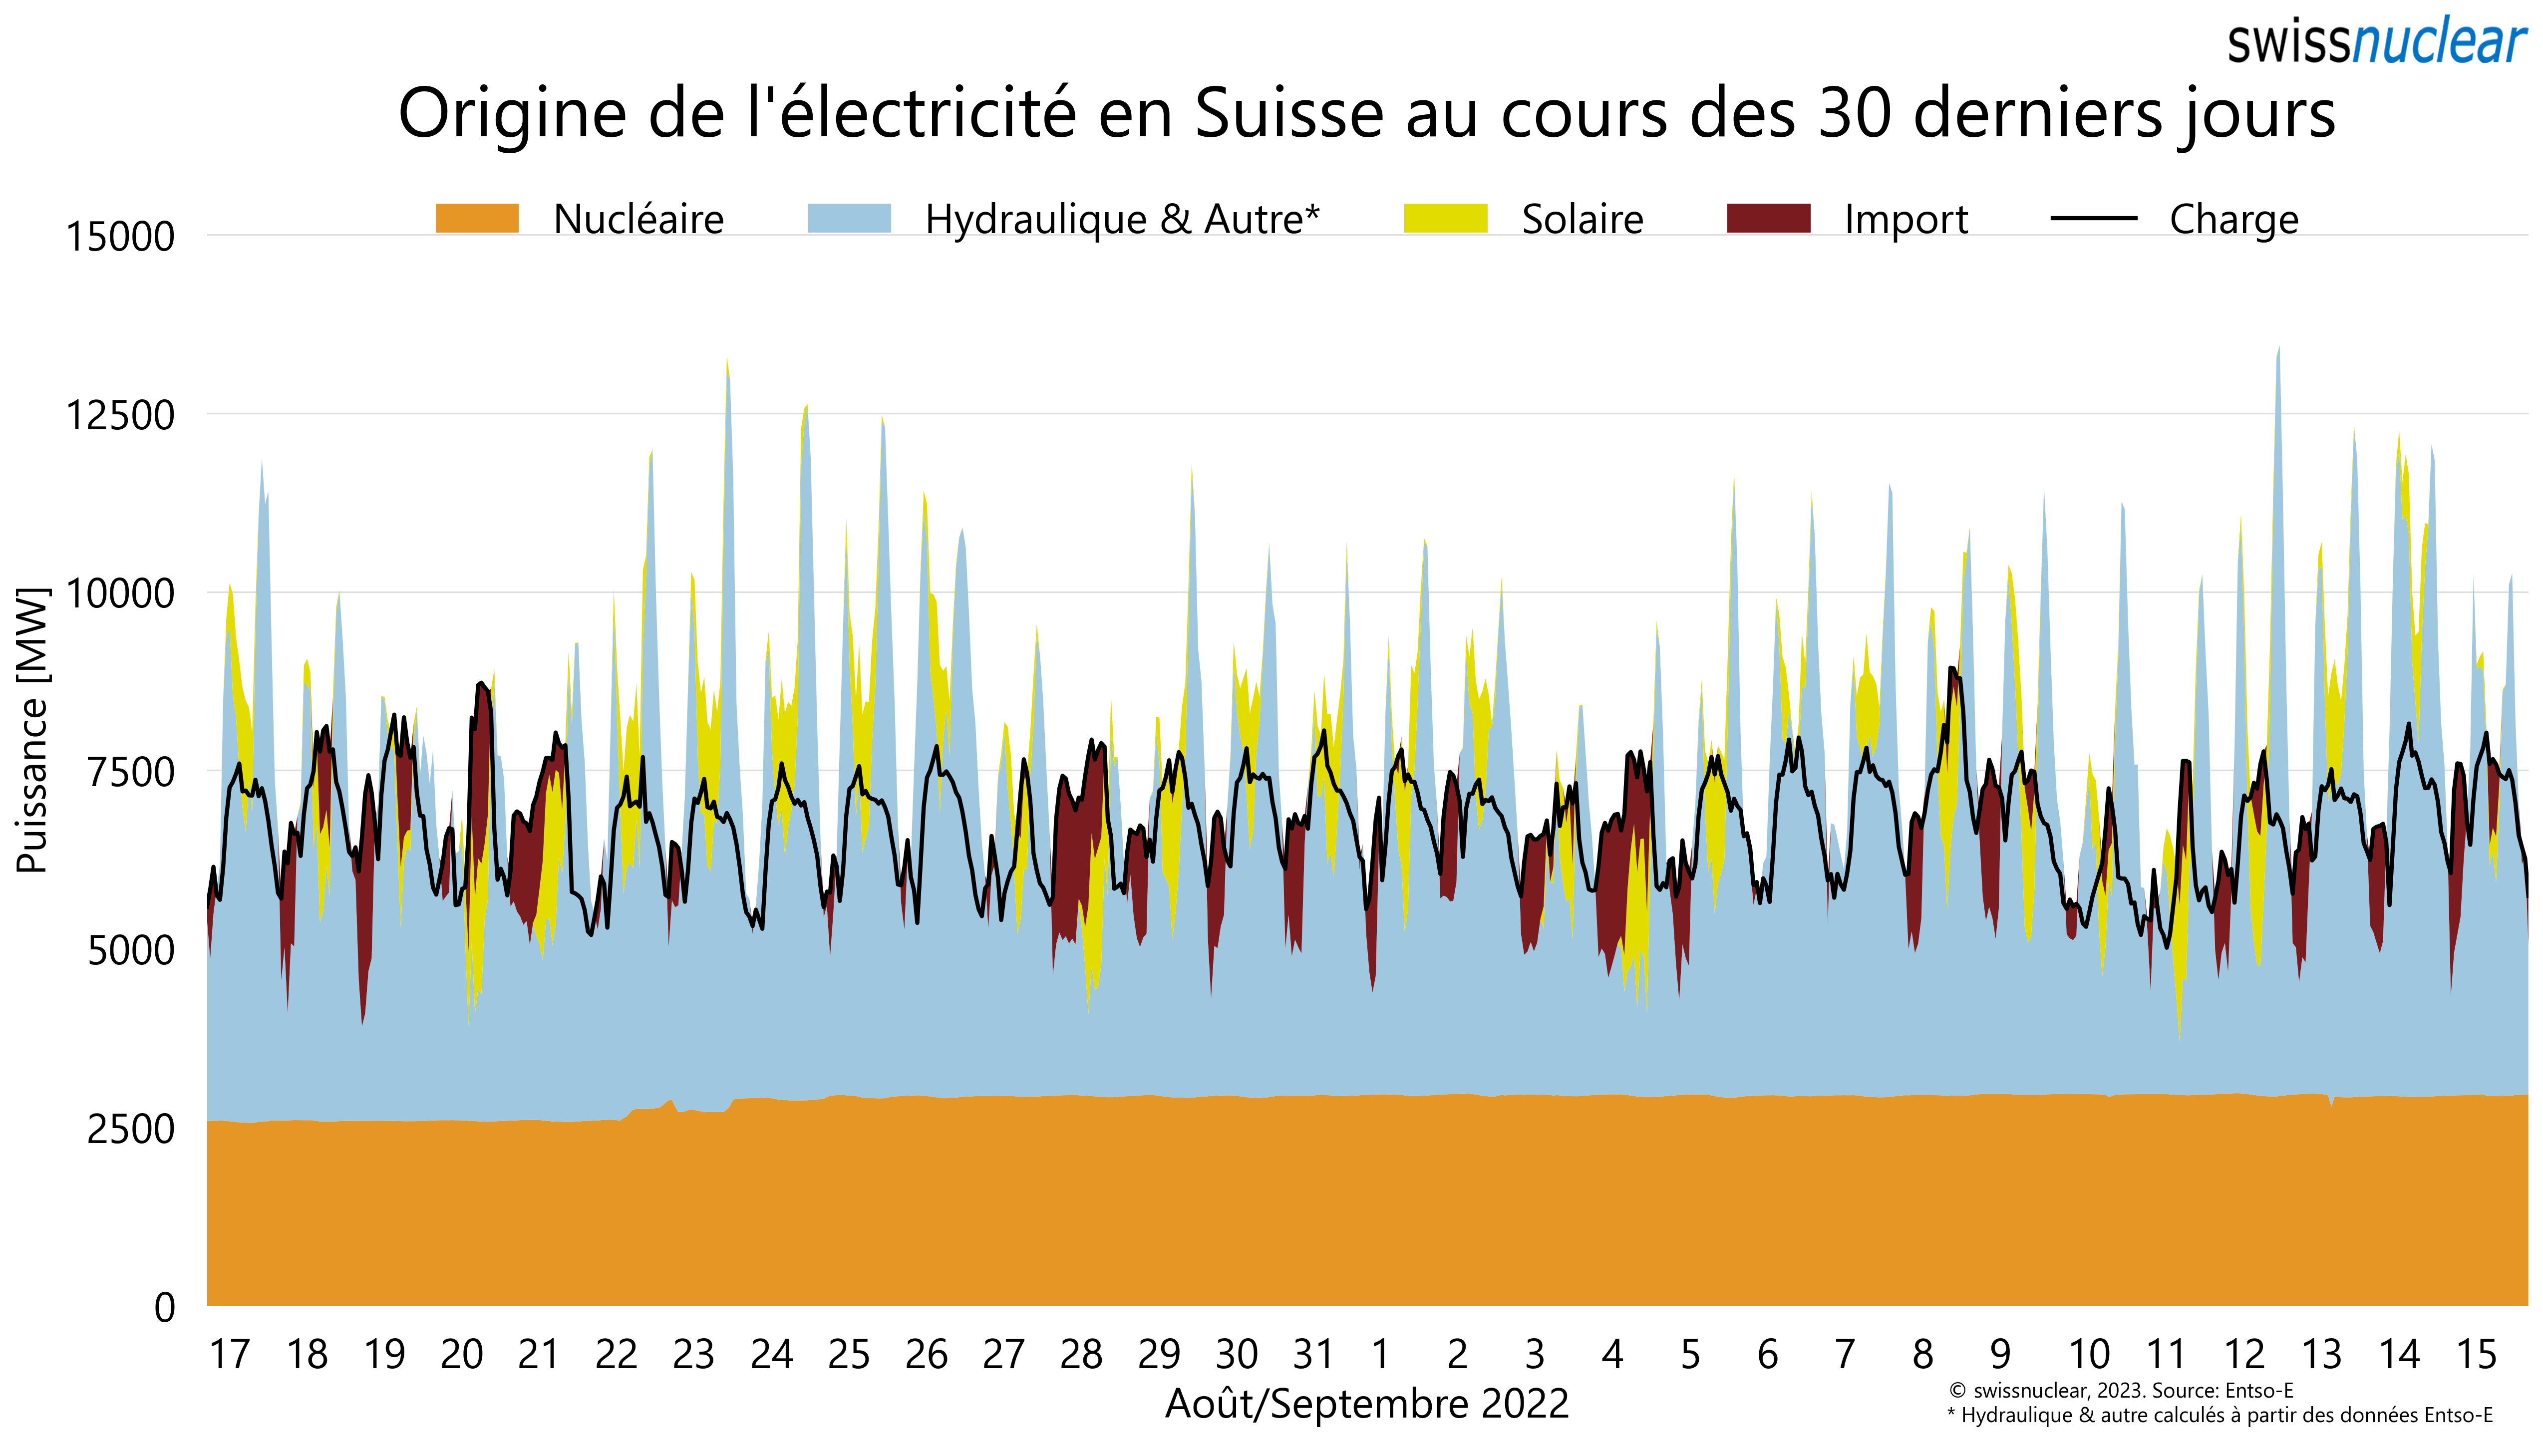 swissnuclear
Origine de l'électricité en Suisse au cours des 30 derniers jours
Nucléaire Hydraulique & Autre* Solaire Import Charge
15000
12500
10000
7500
5000
2500
0
Puissance [MW]
17 18 19 20 21 22 23 24 25 26 27 28 29 30 31 1 2 3 4 5 6 7 8 9 10 11 12 13 14 15
Août/Septembre 2022
© swissnuclear, 2023. Source: Entso-E
* Hydraulique & autre calculés à partir des données Entso-E